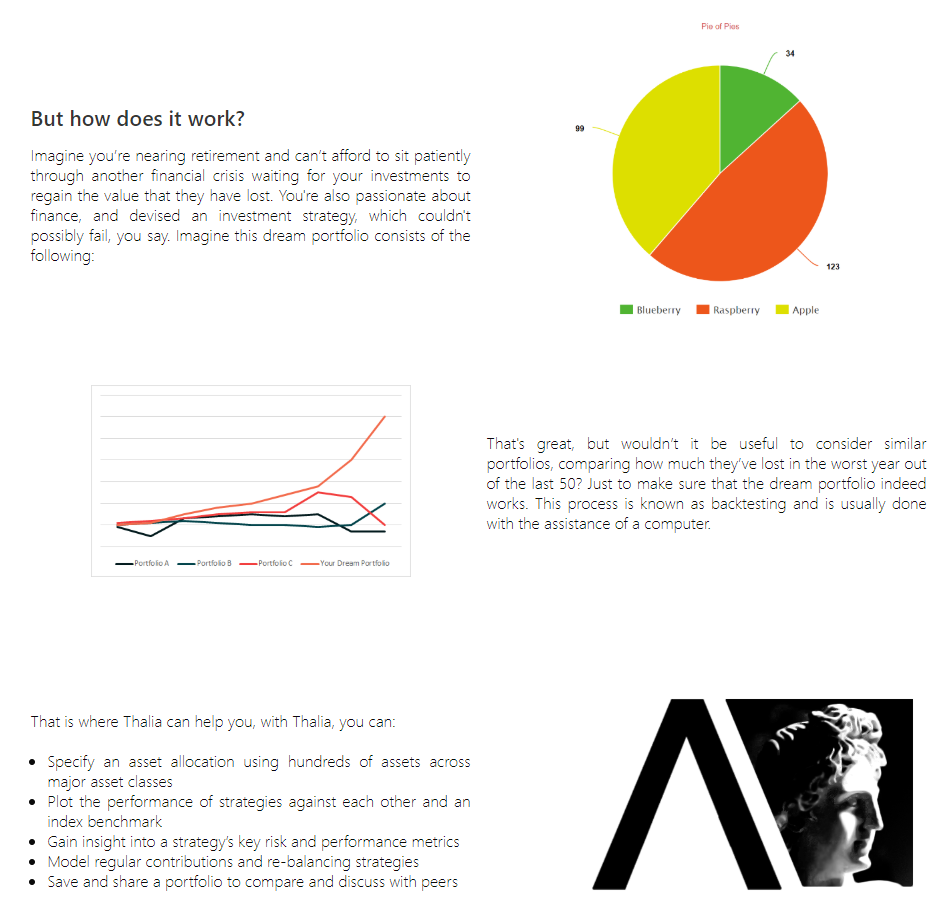 But how does it work?
Imagine you're nearing retirement and can't afford to sit patiently
through another financial crisis waiting for your investments to
regain the value that they have lost. You're also passionate about
finance, and devised an investment strategy, which couldn't
possibly fail, you say. Imagine this dream portfolio consists of the
following:
Pie of Pies
34
99
123
Blueberry Raspberry Apple
Portfolio A Portfolio B Portfolio C Your Dream Portfolio
That's great, but wouldn't it be useful to consider similar
portfolios, comparing how much they've lost in the worst year out
of the last 50? Just to make sure that the dream portfolio indeed
works. This process is known as backtesting and is usually done
with the assistance of a computer.
That is where Thalia can help you, with Thalia, you can:
• Specify an asset allocation using hundreds of assets across
major asset classes
• Plot the performance of strategies against each other and an
index benchmark
• Gain insight into a strategy's key risk and performance metrics
• Model regular contributions and re-balancing strategies
• Save and share a portfolio to compare and discuss with peers